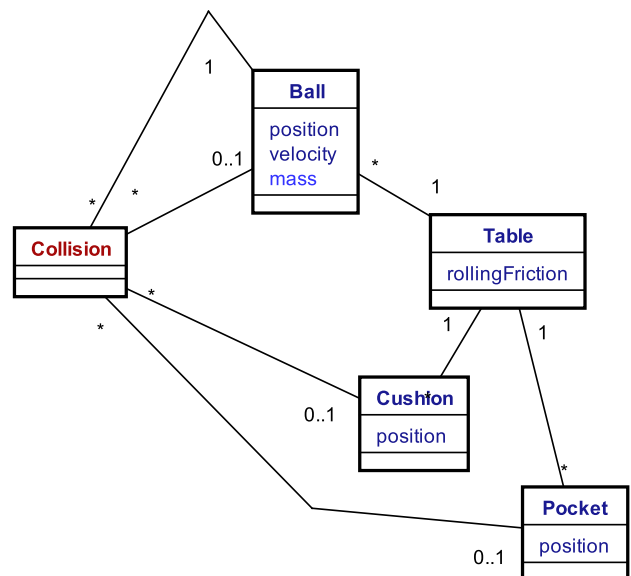 1
Ball
position
velocity
mass
0..1
*
*
*
1
Collision
Table
rollingFriction
*
*
1
1
Cushion
*
position
0..1
*
Pocket
position
0..1